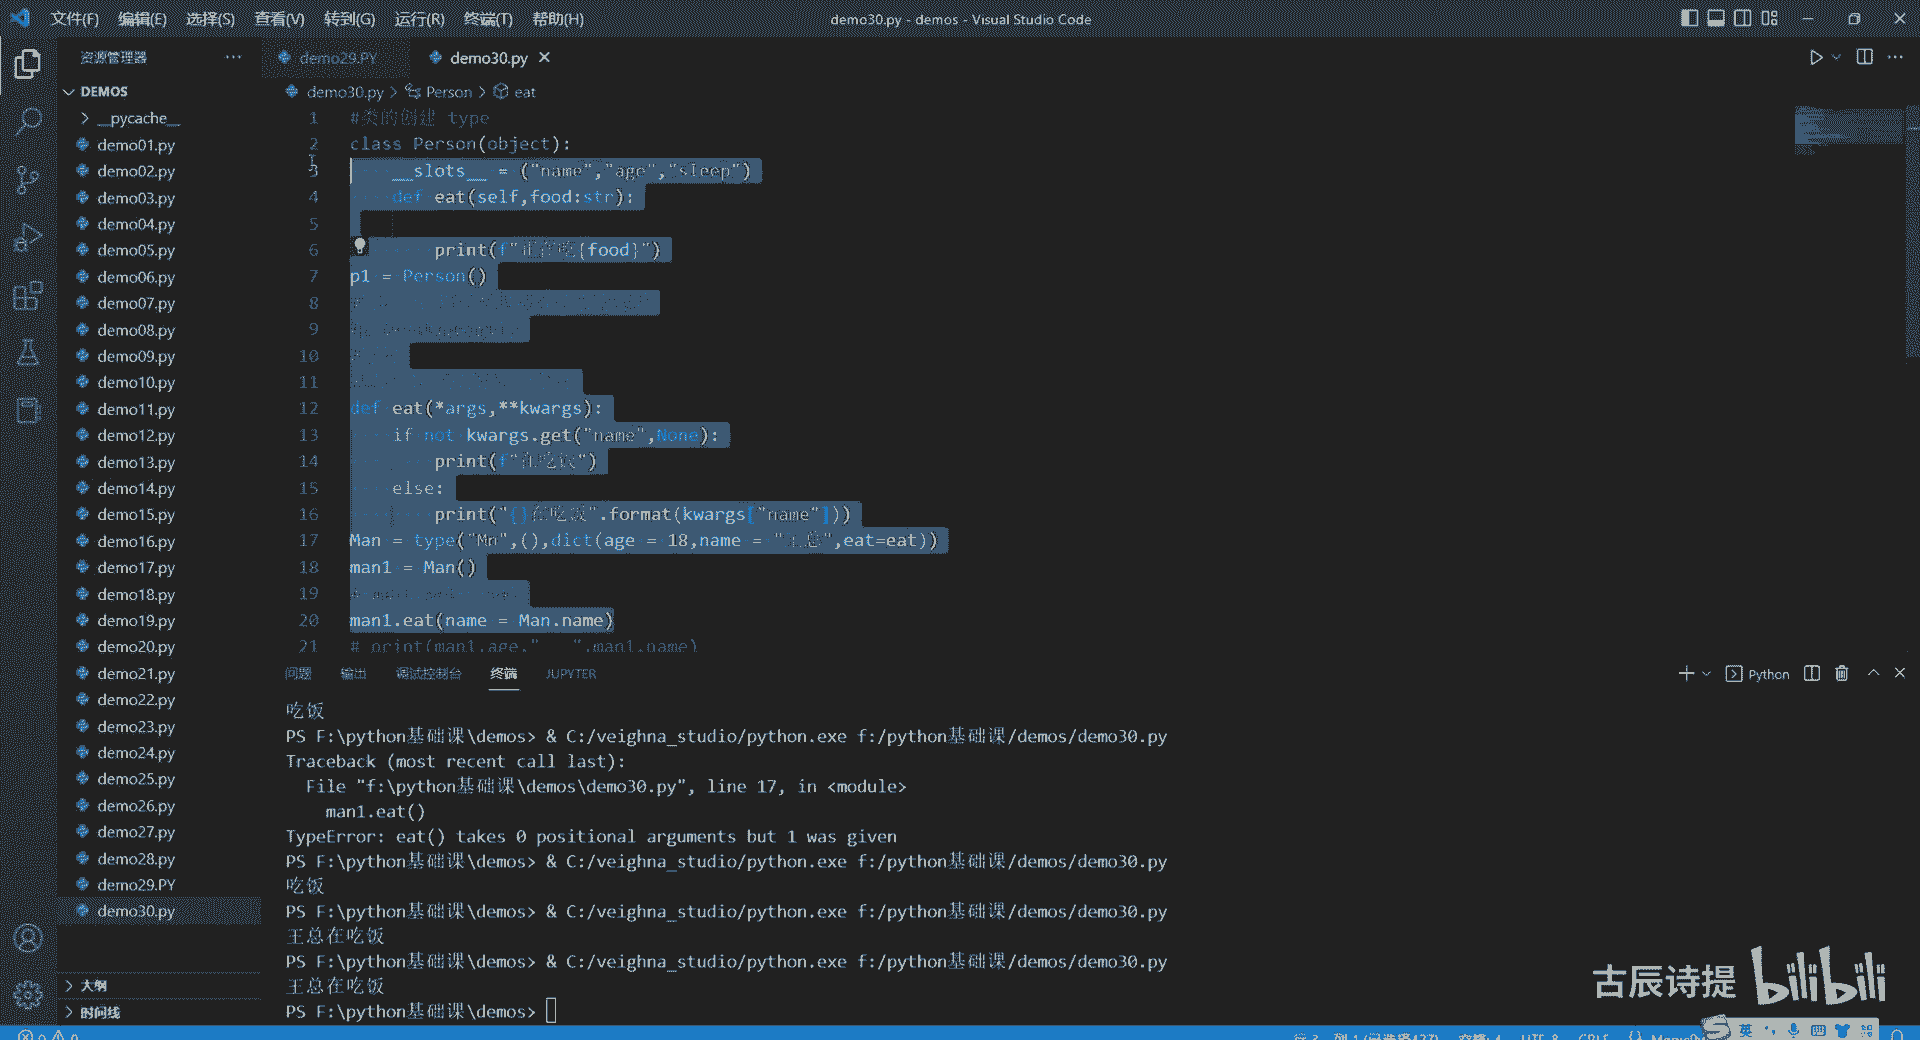 文件(F) 编辑(E) 选择(S) 查看(V) 转到(G) 运行(R) 终端(T) 帮助(H)
demo30.py - demos - Visual Studio Code
资源管理器
demo29.PY
demo30.py
DEMOS
demo30.py > Person > eat
__pycache__
demo01.py
demo02.py
demo03.py
demo04.py
demo05.py
demo06.py
demo07.py
demo08.py
demo09.py
demo10.py
demo11.py
demo12.py
demo13.py
demo14.py
demo15.py
demo16.py
demo17.py
demo18.py
demo19.py
demo20.py
demo21.py
demo22.py
demo23.py
demo24.py
demo25.py
demo26.py
demo27.py
demo28.py
demo29.PY
demo30.py
大纲
时间线
1 #类的创建 type
2 class Person(object):
3 __slots__ = ("name","age","sleep")
4 def eat(self,food:str):
5
6 print(f"正在吃{food}")
7 p1 = Person()
8
9
10
11
12 def eat(*args,**kwargs):
13 if not kwargs.get("name",None):
14 print(f"在吃饭")
15 else:
16 print("{}在吃饭".format(kwargs["name"]))
17 Man = type("Mn",(),dict(age = 18,name = "王总",eat=eat))
18 man1 = Man()
19
20 man1.eat(name = Man.name)
21 # print(man1.age," ",man1.name)
问题 输出 调试控制台 终端 JUPYTER
Python
吃饭
PS F:\python基础课\demos> & C:/veighna_studio/python.exe f:/python基础课/demos/demo30.py
Traceback (most recent call last):
File "f:\python基础课\demos\demo30.py", line 17, in <module>
man1.eat()
TypeError: eat() takes 0 positional arguments but 1 was given
PS F:\python基础课\demos> & C:/veighna_studio/python.exe f:/python基础课/demos/demo30.py
吃饭
PS F:\python基础课\demos> & C:/veighna_studio/python.exe f:/python基础课/demos/demo30.py
王总在吃饭
PS F:\python基础课\demos> & C:/veighna_studio/python.exe f:/python基础课/demos/demo30.py
王总在吃饭
PS F:\python基础课\demos>
古辰诗提 bilibili
英